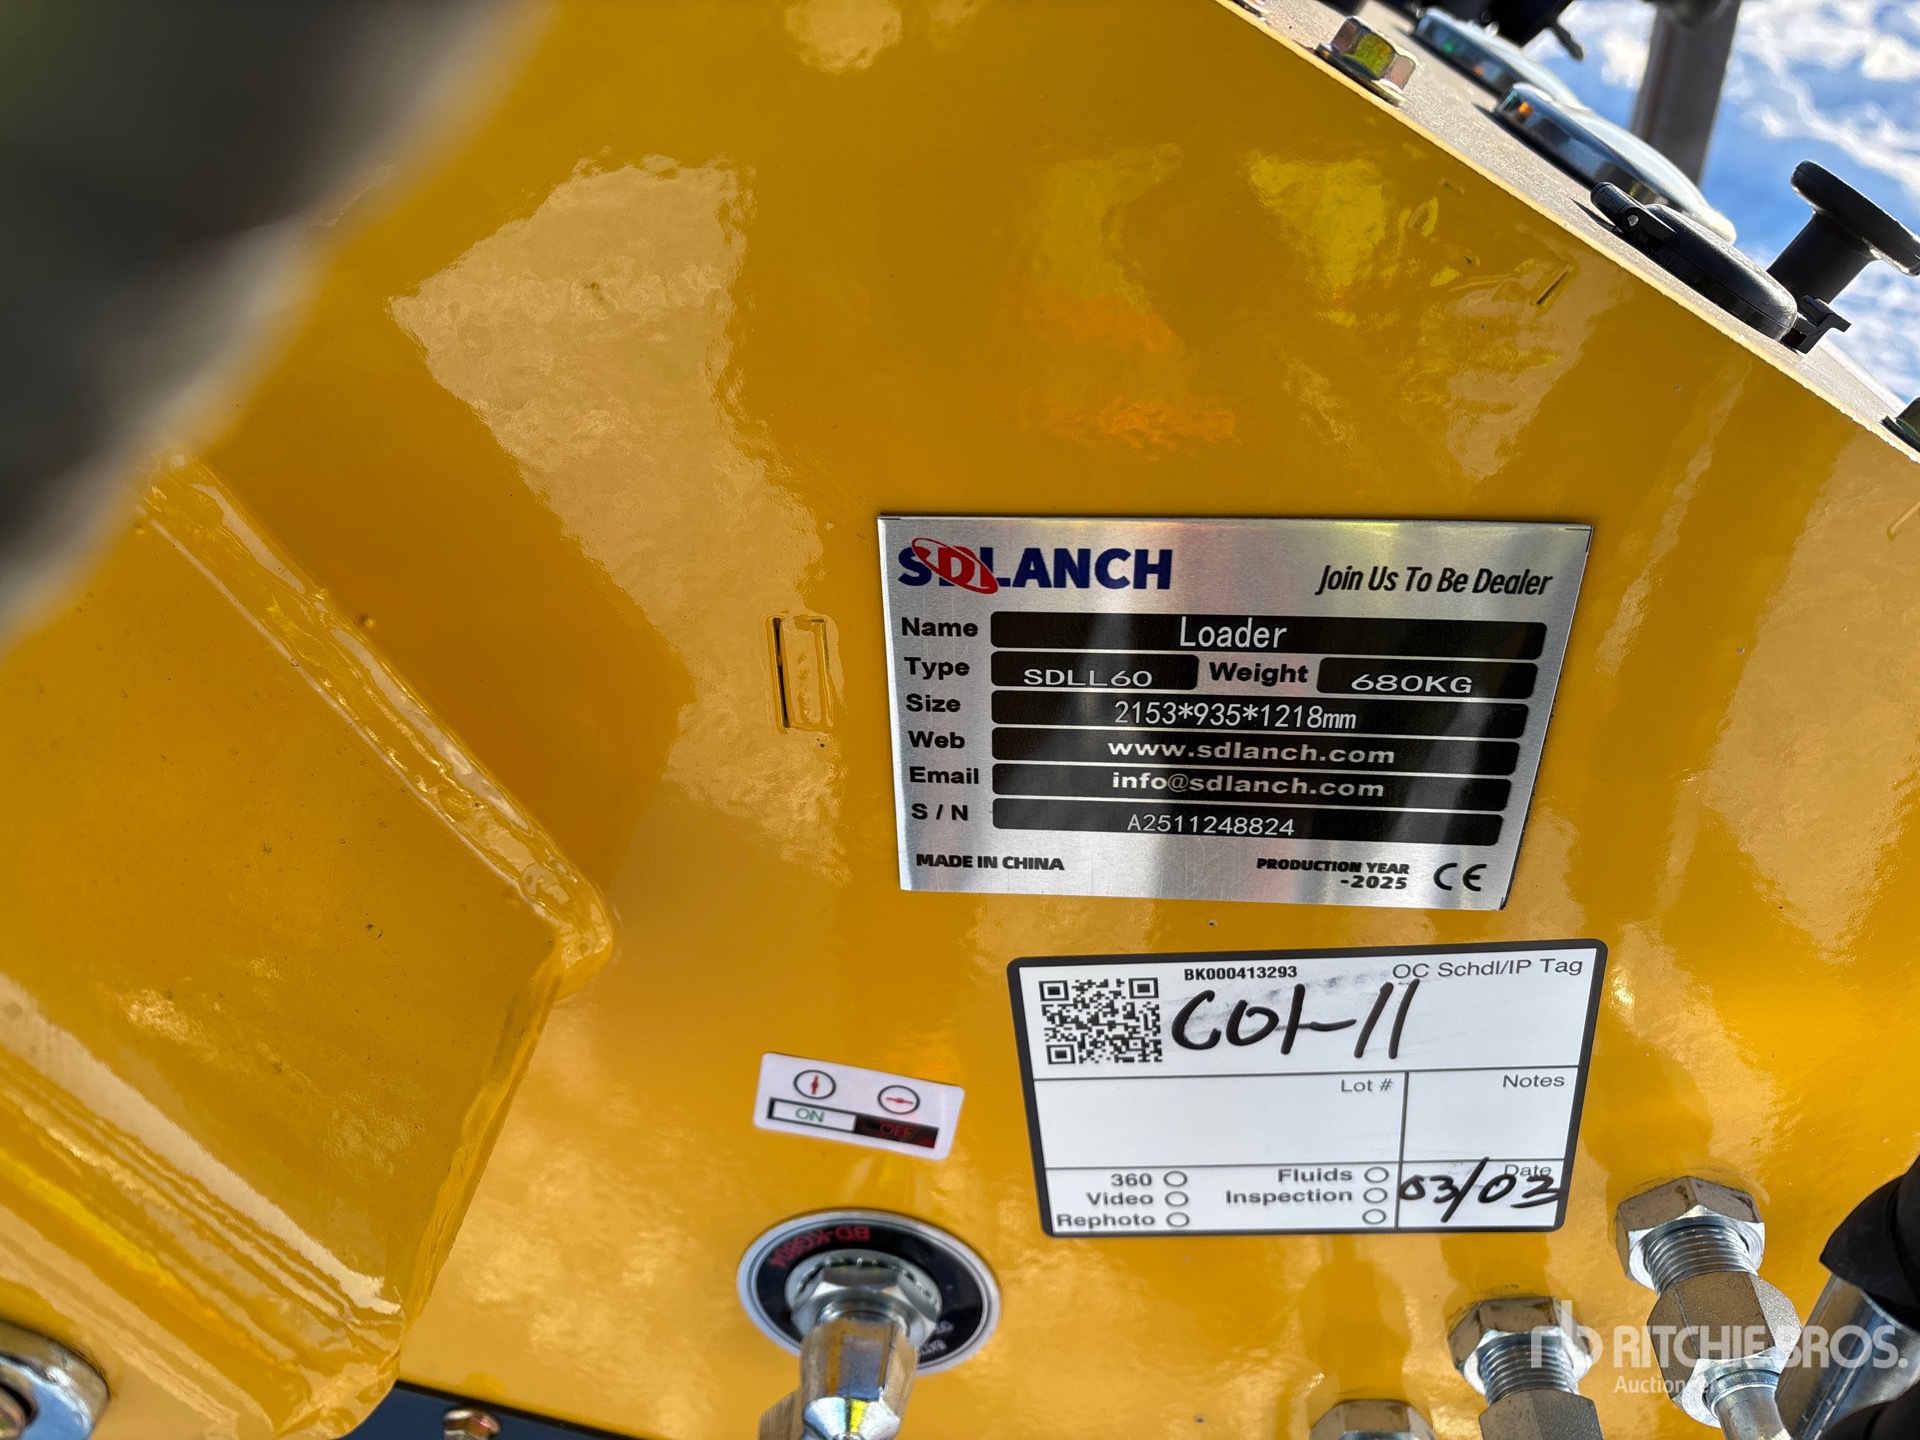 SDLANCH Join Us To Be Dealer
Name Loader
Type SDLL60 Weight 680KG
Size 2153*935*1218mm
Web www.sdlanch.com
Email info@sdlanch.com
S/N A2511248824
MADE IN CHINA PRODUCTION YEAR
-2025 CE
BK000413293 OC Schdl/IP Tag
C01-11
Lot # Notes
360 Fluids Date
Video Inspection 03/03
Rephoto
ON OFF
rb RITCHIE BROS.
Auctioneers